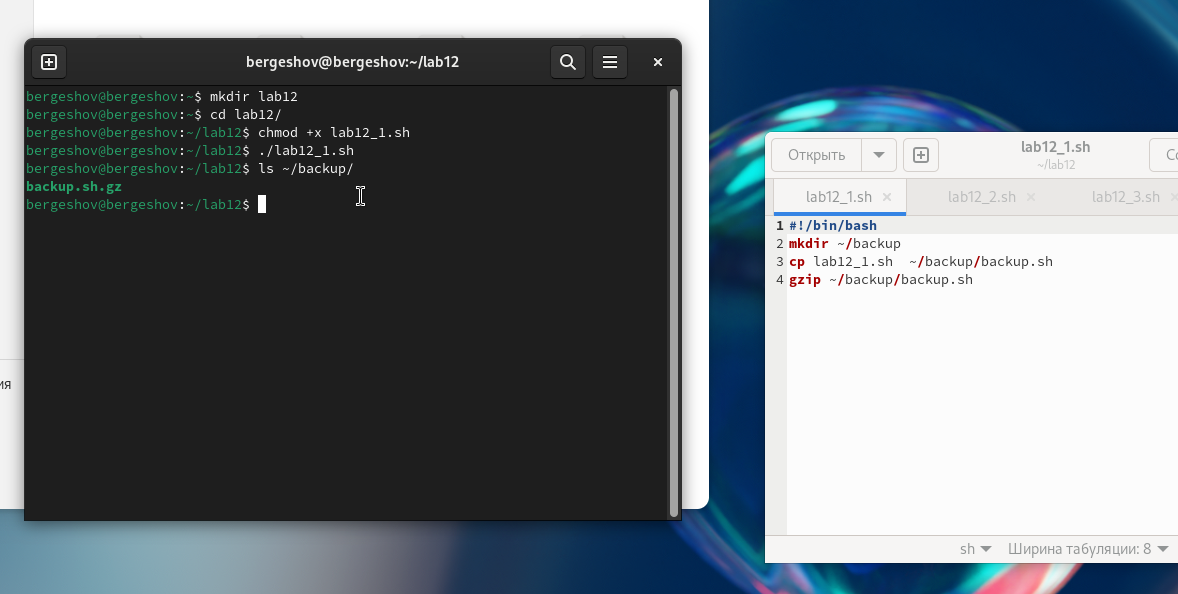 bergeshov@bergeshov:~/lab12
bergeshov@bergeshov:~$ mkdir lab12
bergeshov@bergeshov:~$ cd lab12/
bergeshov@bergeshov:~/lab12$ chmod +x lab12_1.sh
bergeshov@bergeshov:~/lab12$ ./lab12_1.sh
bergeshov@bergeshov:~/lab12$ ls ~/backup/
backup.sh.gz
bergeshov@bergeshov:~/lab12$
ия
Открыть
lab12_1.sh
~/lab12
Со
lab12_1.sh
lab12_2.sh
lab12_3.sh
1 #!/bin/bash
2 mkdir ~/backup
3 cp lab12_1.sh  ~/backup/backup.sh
4 gzip ~/backup/backup.sh
sh
Ширина табуляции: 8